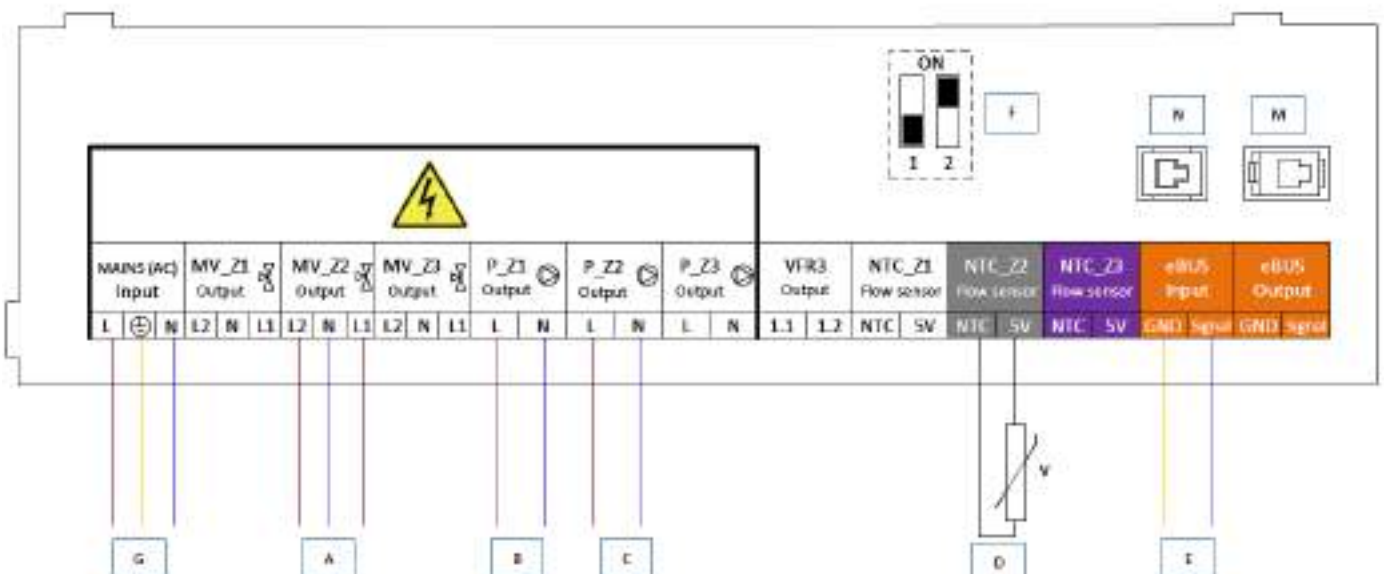 ON
F
N
M
1 2
MAINS (AC) MV_Z1 MV_Z2 MV_Z3 P_Z1 P_Z2 P_Z3 VFR3 NTC_Z1 NTC_Z2 NTC_Z3 eBUS eBUS
Input Output Output Output Output Output Output Output Flow sensor Flow sensor Flow sensor Input Output
L N L2 N L1 L2 N L1 L2 N L1 L N L N L N 1.1 1.2 NTC 5V NTC 5V NTC 5V GND Signal GND Signal
V
G A B C D E